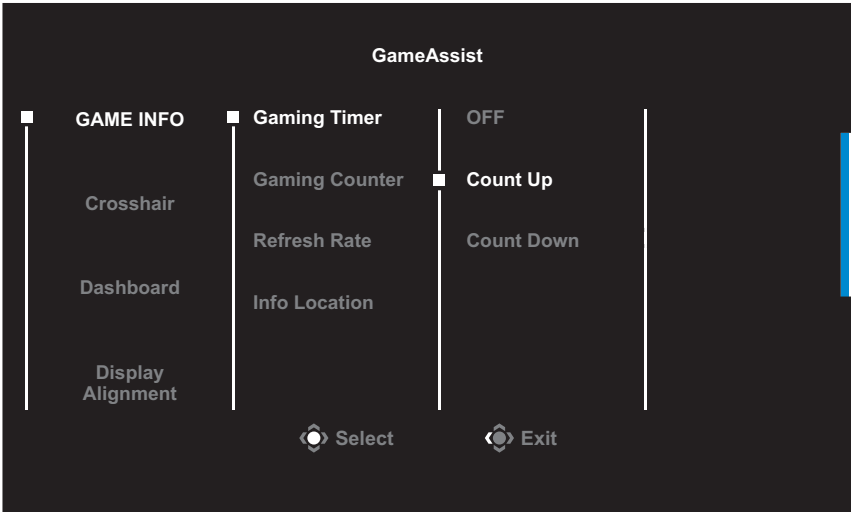 GameAssist
GAME INFO
Crosshair
Dashboard
Display
Alignment
Gaming Timer
Gaming Counter
Refresh Rate
Info Location
OFF
Count Up
Count Down
Select
Exit